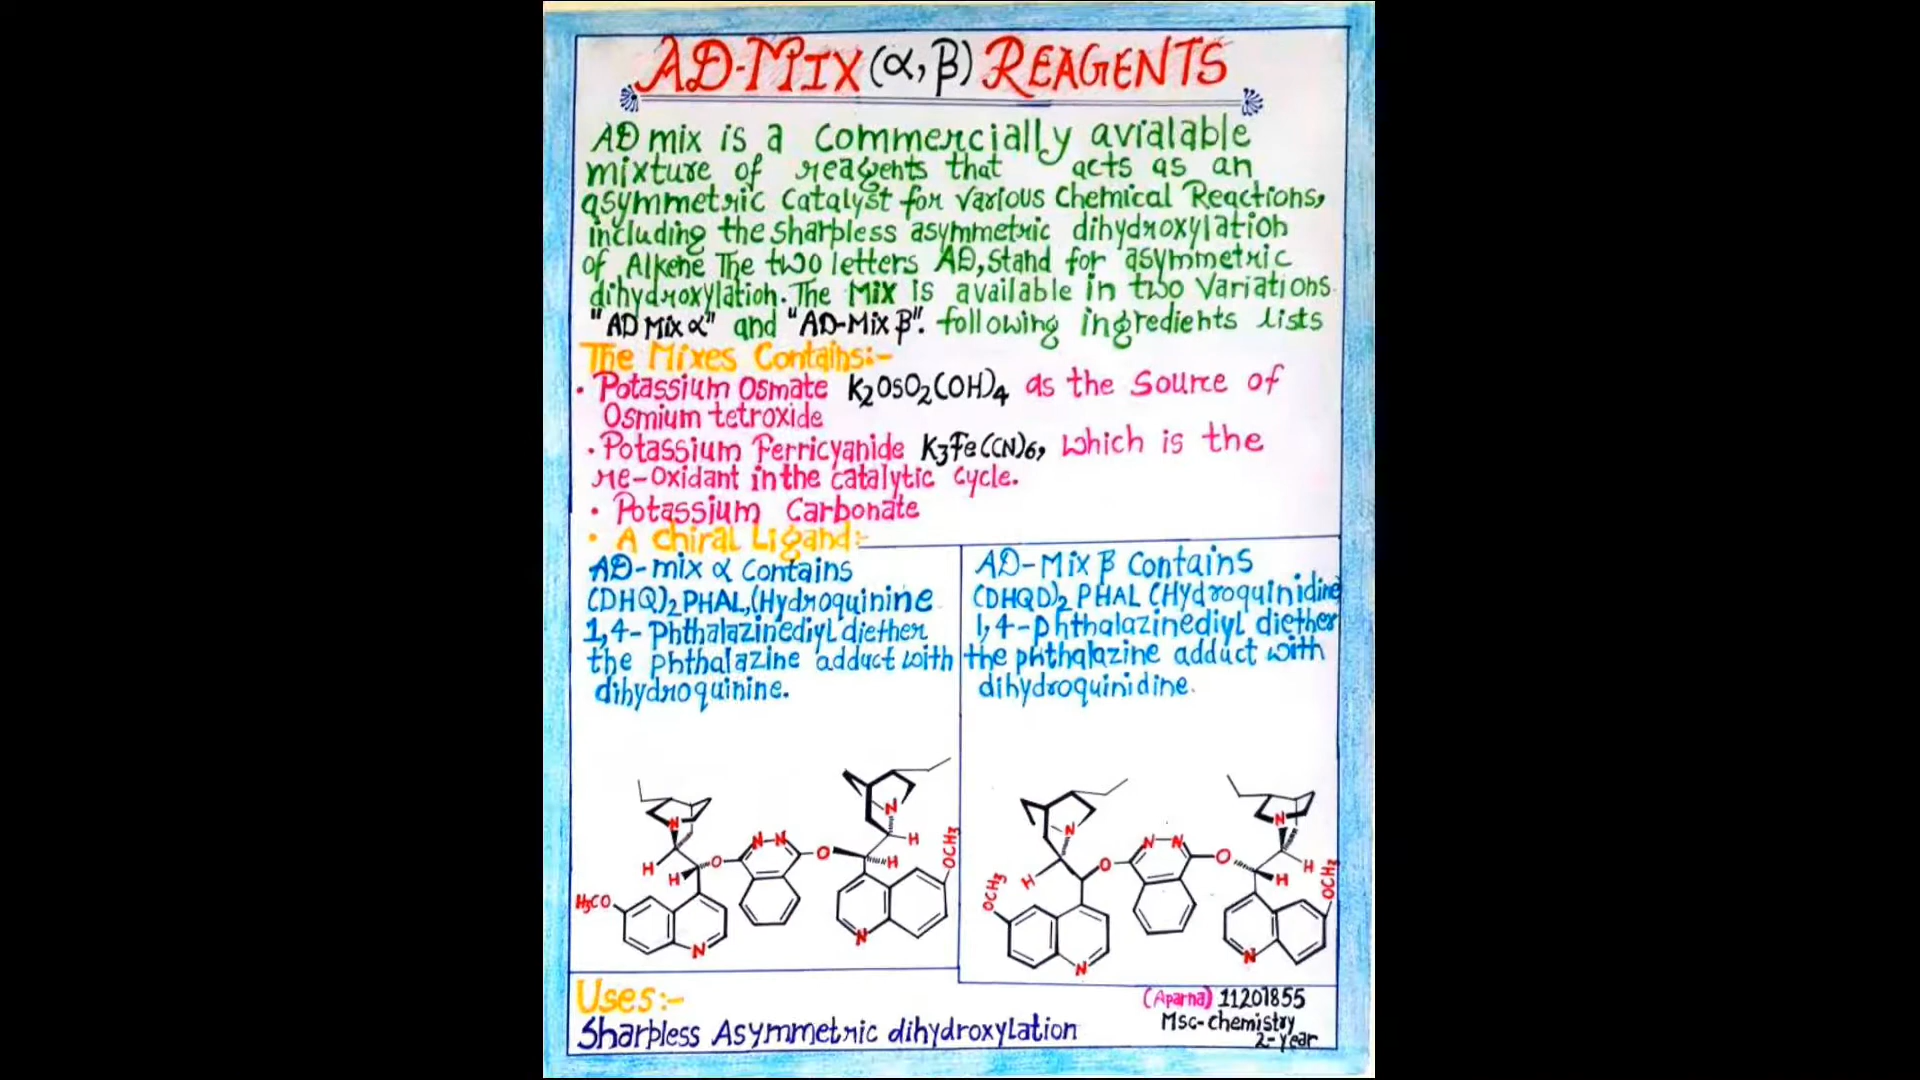 AD-MIX (α, β) REAGENTS
AD mix is a commercially avialable
mixture of reagents that acts as an
asymmetric catalyst for various Chemical Reactions,
including the sharpless asymmetric dihydroxylation
of Alkene The two letters AD, stand for asymmetric
dihydroxylation. The Mix is available in two Variations
"AD Mix α" and "AD-Mix β". following ingredients lists
The Mixes Contains:-
• Potassium Osmate K2OsO2(OH)4 as the Source of
Osmium tetroxide
• Potassium Ferricyanide K3Fe(CN)6, which is the
re-oxidant in the catalytic cycle.
• Potassium Carbonate
• A chiral Ligand:-
AD-mix α Contains
(DHQ)2PHAL,(Hydroquinine
1,4-Phthalazinediyl diether
the phthalazine adduct with
dihydroquinine.
AD-Mix β Contains
(DHQD)2 PHAL (Hydroquinidine
1,4-phthalazinediyl diether
the phthalazine adduct with
dihydroquinidine.
N
H
H
O
N-N
O
N
H
H
OCH3
H3CO
N
N
N
H
O
N-N
O
N
H
H
OCH3
OCH3
N
N
Uses:-
Sharpless Asymmetric dihydroxylation
(Aparna) 11201855
Msc-chemistry
2-year